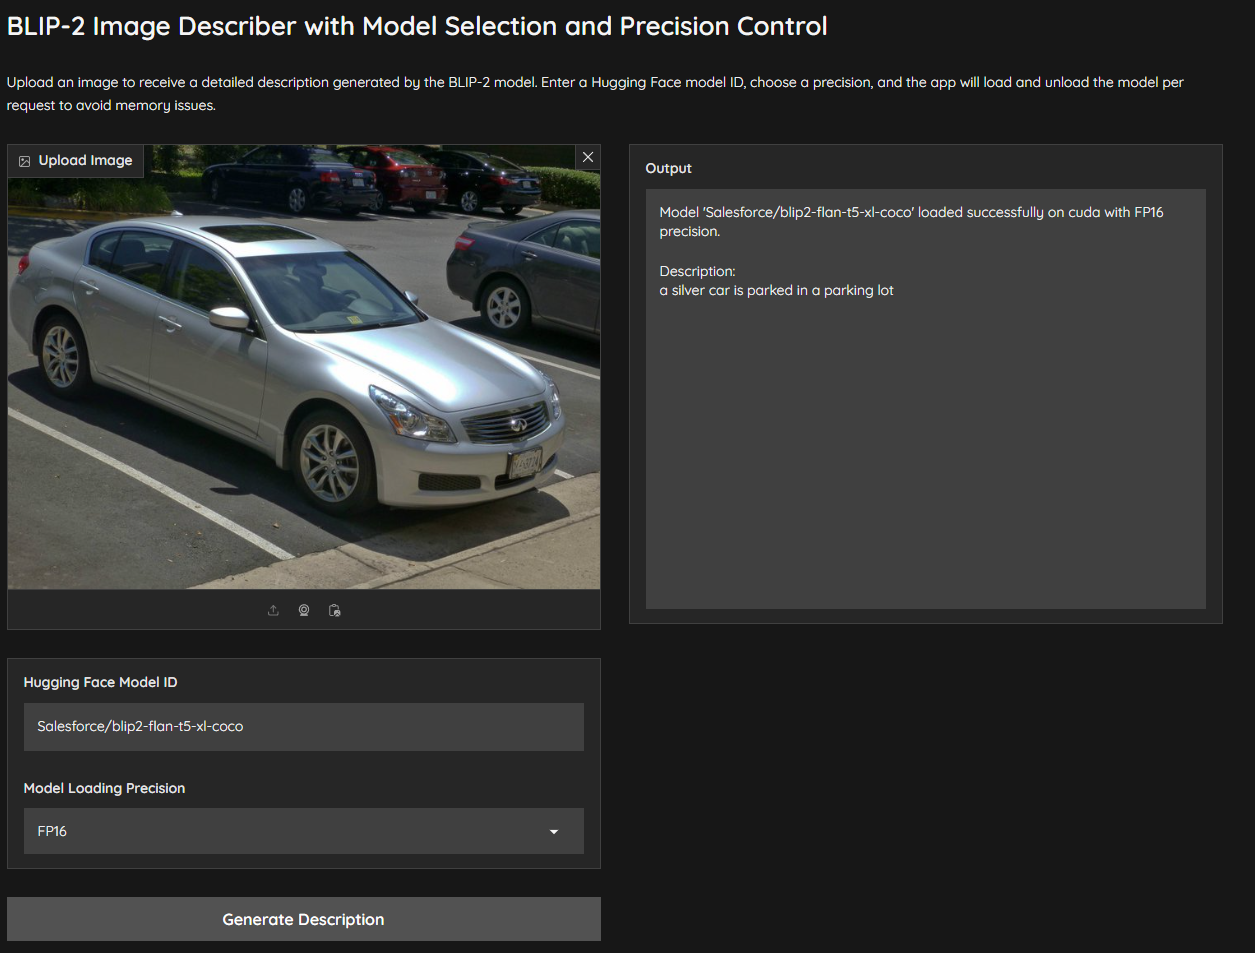 BLIP-2 Image Describer with Model Selection and Precision Control
Upload an image to receive a detailed description generated by the BLIP-2 model. Enter a Hugging Face model ID, choose a precision, and the app will load and unload the model per
request to avoid memory issues.
Upload Image
Output
Model 'Salesforce/blip2-flan-t5-xl-coco' loaded successfully on cuda with FP16
precision.
Description:
a silver car is parked in a parking lot
Hugging Face Model ID
Salesforce/blip2-flan-t5-xl-coco
Model Loading Precision
FP16
Generate Description